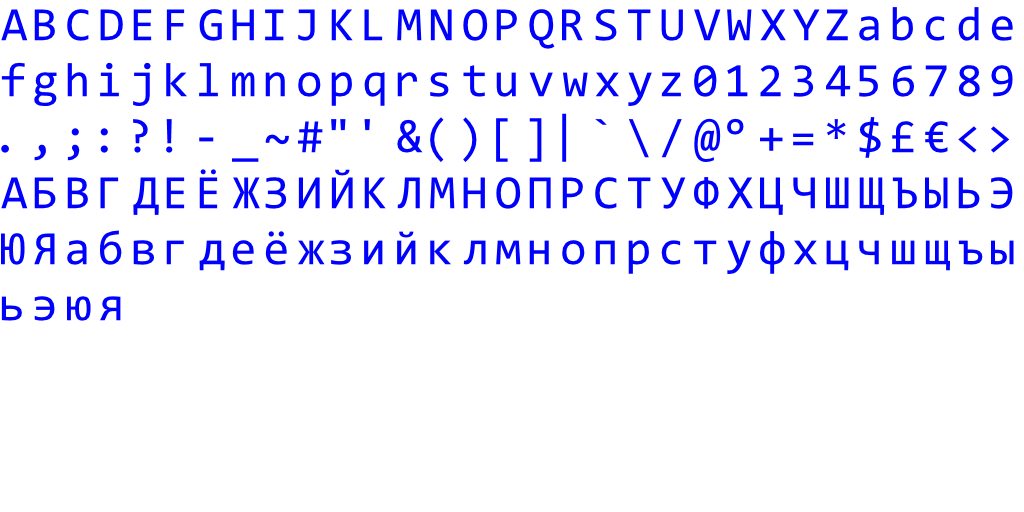 ABCDEFGHIJKLMNOPQRSTUVWXYZabcde
fghijklmnopqrstuvwxyz0123456789
.,;:?!-_~#"'&()[]|`\/@°+=*$£€<>
АБВГДЕЁЖЗИЙКЛМНОПРСТУФХЦЧШЩЪЫЬЭ
ЮЯабвгдеёжзийклмнопрстуфхцчшщъы
ьэюя